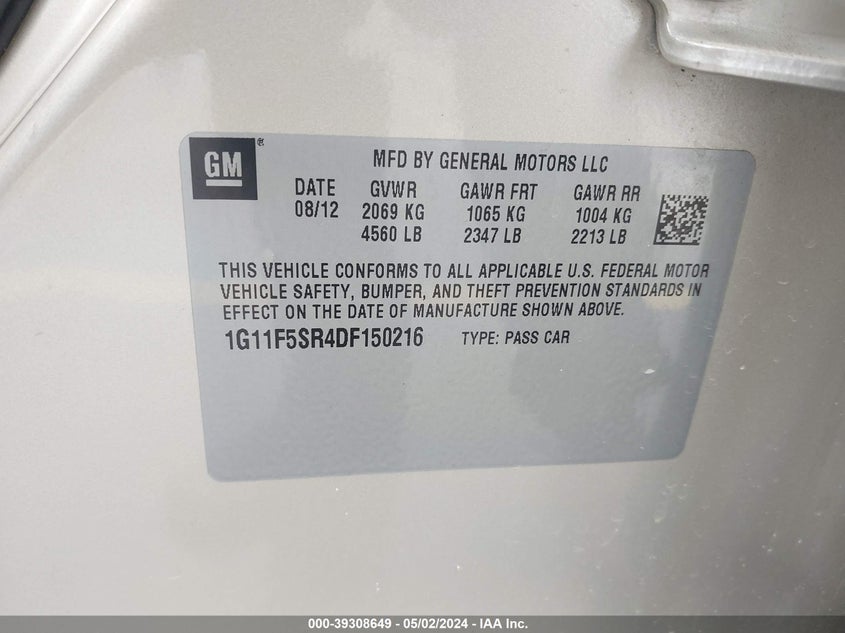 GM®
MFD BY GENERAL MOTORS LLC
DATE GVWR GAWR FRT GAWR RR
08/12 2069 KG 1065 KG 1004 KG
4560 LB 2347 LB 2213 LB
THIS VEHICLE CONFORMS TO ALL APPLICABLE U.S. FEDERAL MOTOR
VEHICLE SAFETY, BUMPER, AND THEFT PREVENTION STANDARDS IN
EFFECT ON THE DATE OF MANUFACTURE SHOWN ABOVE.
1G11F5SR4DF150216 TYPE: PASS CAR
000-39308649 - 05/02/2024 - IAA Inc.